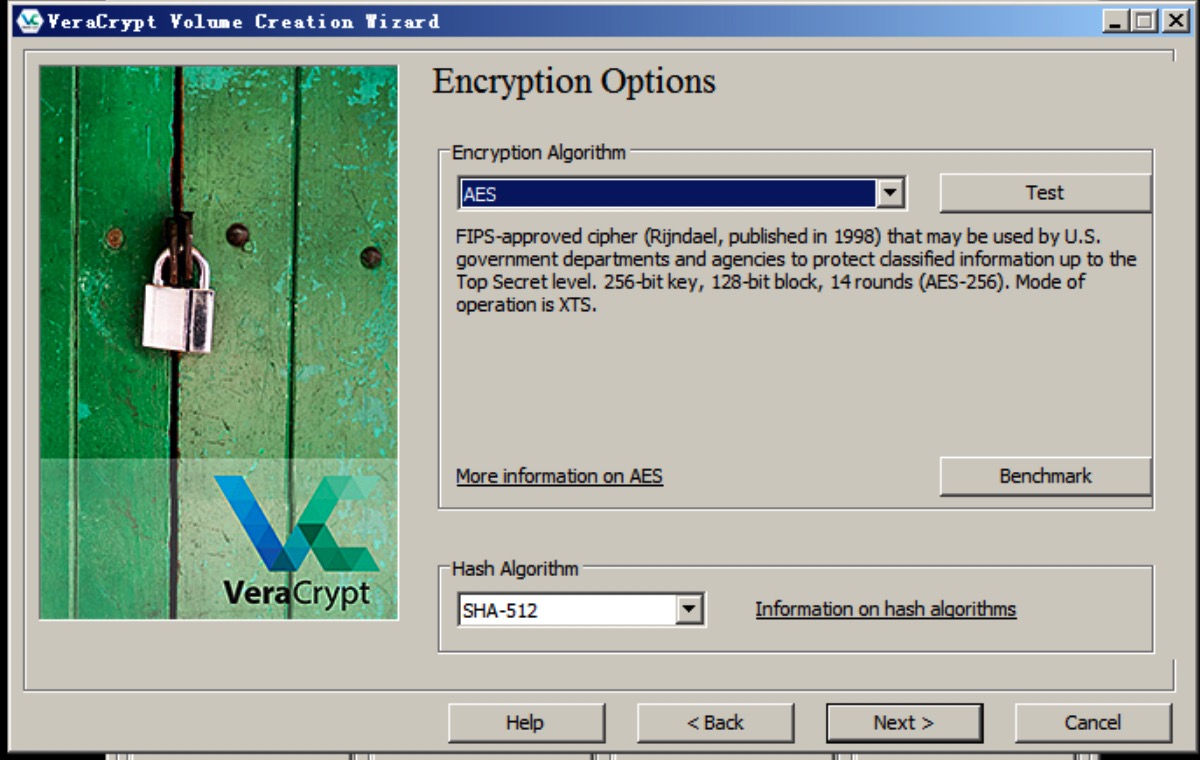 VeraCrypt Volume Creation Wizard
Encryption Options
Encryption Algorithm
AES
Test
FIPS-approved cipher (Rijndael, published in 1998) that may be used by U.S.
government departments and agencies to protect classified information up to the
Top Secret level. 256-bit key, 128-bit block, 14 rounds (AES-256). Mode of
operation is XTS.
More information on AES
Benchmark
VeraCrypt
Hash Algorithm
SHA-512
Information on hash algorithms
Help
< Back
Next >
Cancel